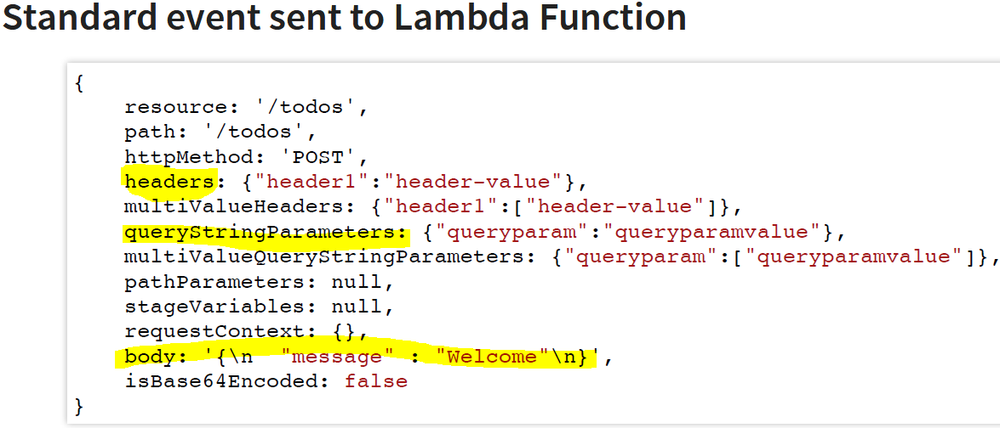 Standard event sent to Lambda Function
{
resource: '/todos',
path: '/todos',
httpMethod: 'POST',
headers: {"header1":"header-value"},
multiValueHeaders: {"header1":["header-value"]},
queryStringParameters: {"queryparam":"queryparamvalue"},
multiValueQueryStringParameters: {"queryparam":["queryparamvalue"]},
pathParameters: null,
stageVariables: null,
requestContext: {},
body: '{\n  "message" : "Welcome"\n}',
isBase64Encoded: false
}